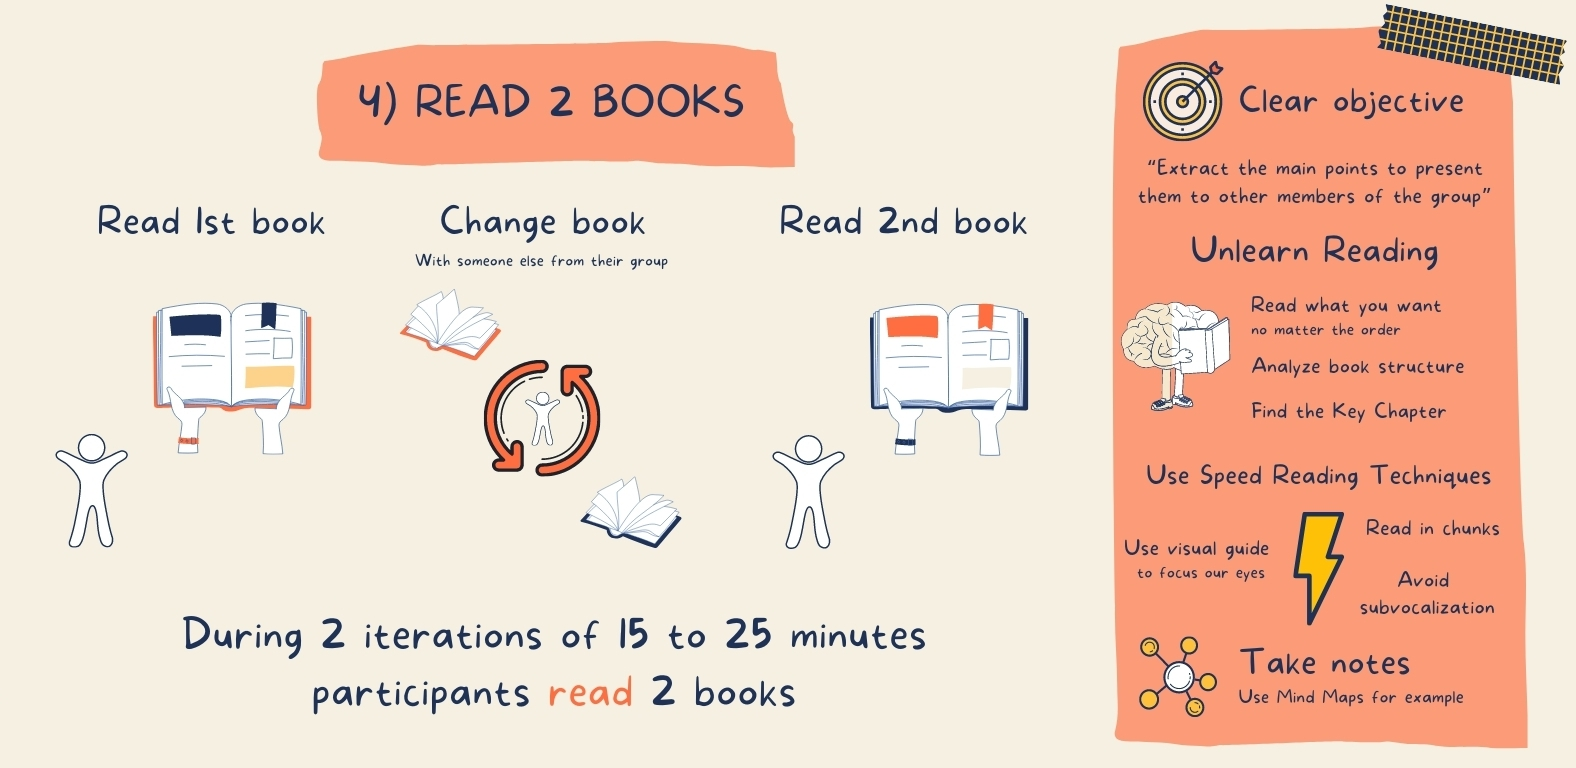 4) READ 2 BOOKS
Read 1st book
Change book
With someone else from their group
Read 2nd book
During 2 iterations of 15 to 25 minutes
participants read 2 books
Clear objective
“Extract the main points to present
them to other members of the group”
Unlearn Reading
Read what you want
no matter the order
Analyze book structure
Find the Key Chapter
Use Speed Reading Techniques
Use visual guide
to focus our eyes
Read in chunks
Avoid
subvocalization
Take notes
Use Mind Maps for example